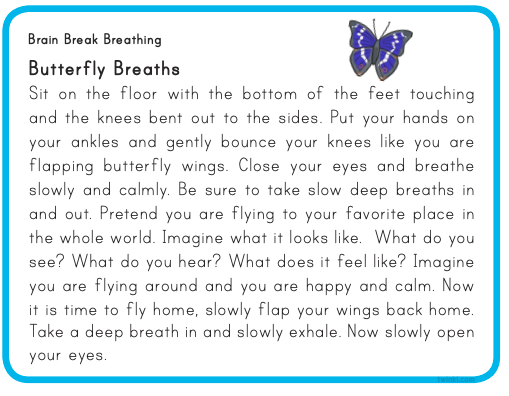 Brain Break Breathing
Butterfly Breaths
Sit on the floor with the bottom of the feet touching
and the knees bent out to the sides. Put your hands on
your ankles and gently bounce your knees like you are
flapping butterfly wings. Close your eyes and breathe
slowly and calmly. Be sure to take slow deep breaths in
and out. Pretend you are flying to your favorite place in
the whole world. Imagine what it looks like. What do you
see? What do you hear? What does it feel like? Imagine
you are flying around and you are happy and calm. Now
it is time to fly home, slowly flap your wings back home.
Take a deep breath in and slowly exhale. Now slowly open
your eyes.